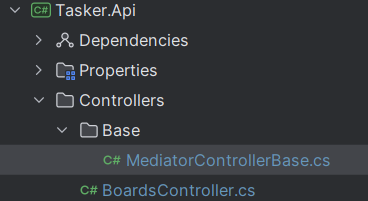 C# Tasker.Api
Dependencies
Properties
Controllers
Base
C# MediatorControllerBase.cs
C# BoardsController.cs